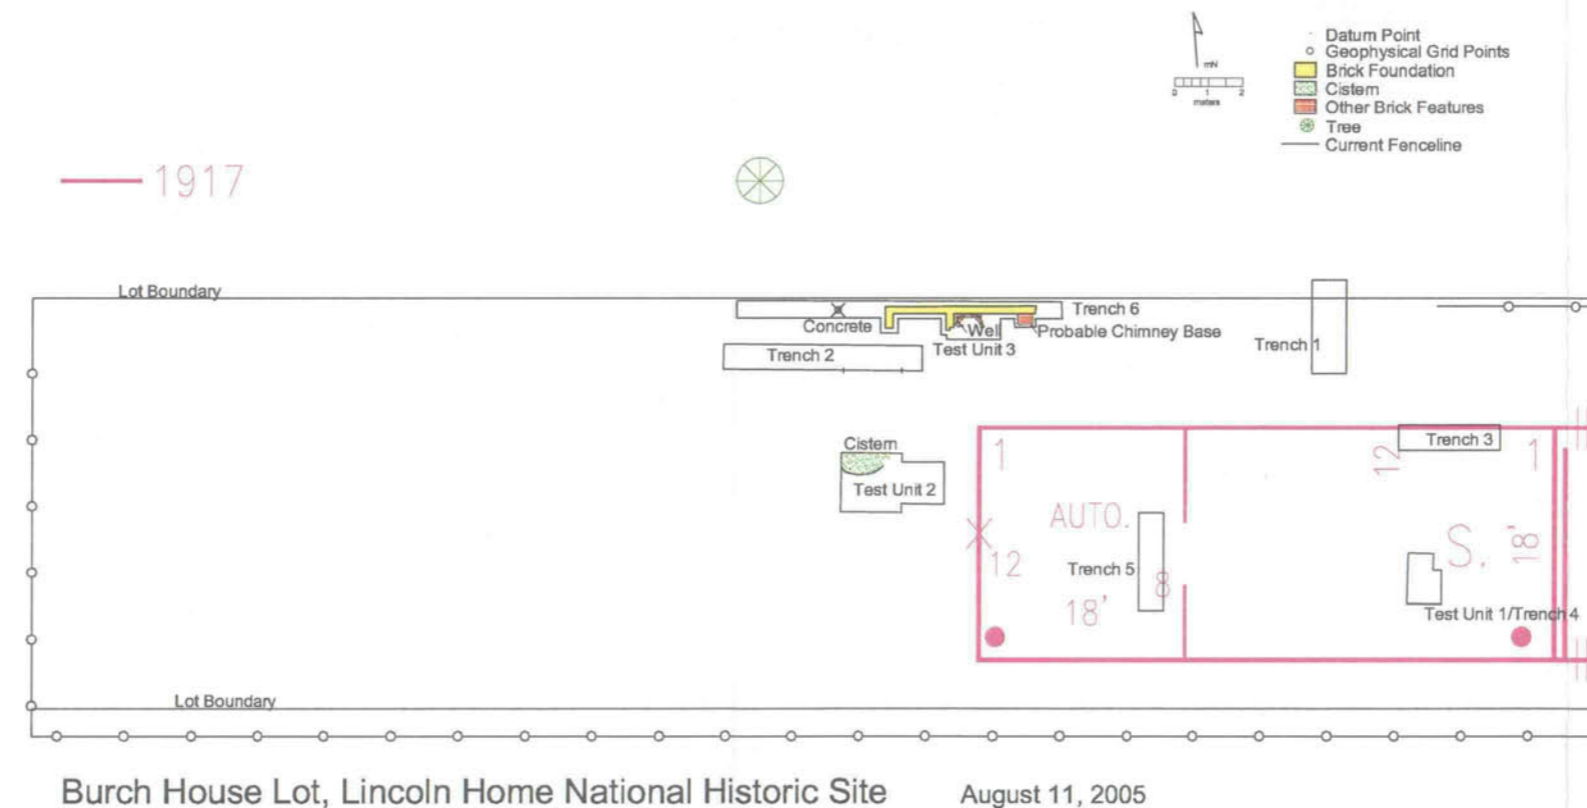 mN
0 1 2
meters
Datum Point
Geophysical Grid Points
Brick Foundation
Cistern
Other Brick Features
Tree
Current Fenceline
1917
Lot Boundary
Trench 6
Concrete
Well
Probable Chimney Base
Trench 2
Test Unit 3
Trench 1
Cistern
Test Unit 2
1
12
Trench 3
1
AUTO.
12
Trench 5
8
18'
S.
18'
Test Unit 1/Trench 4
Lot Boundary
Burch House Lot, Lincoln Home National Historic Site August 11, 2005